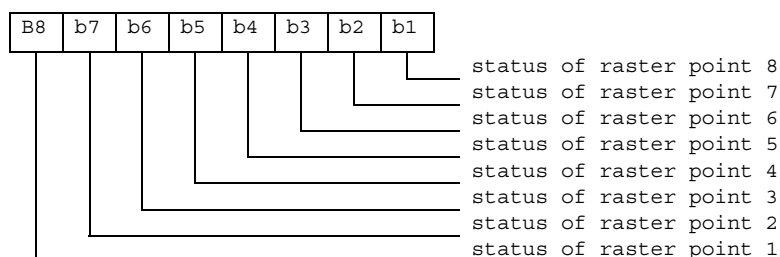 B8 b7 b6 b5 b4 b3 b2 b1
status of raster point 8
status of raster point 7
status of raster point 6
status of raster point 5
status of raster point 4
status of raster point 3
status of raster point 2
status of raster point 1